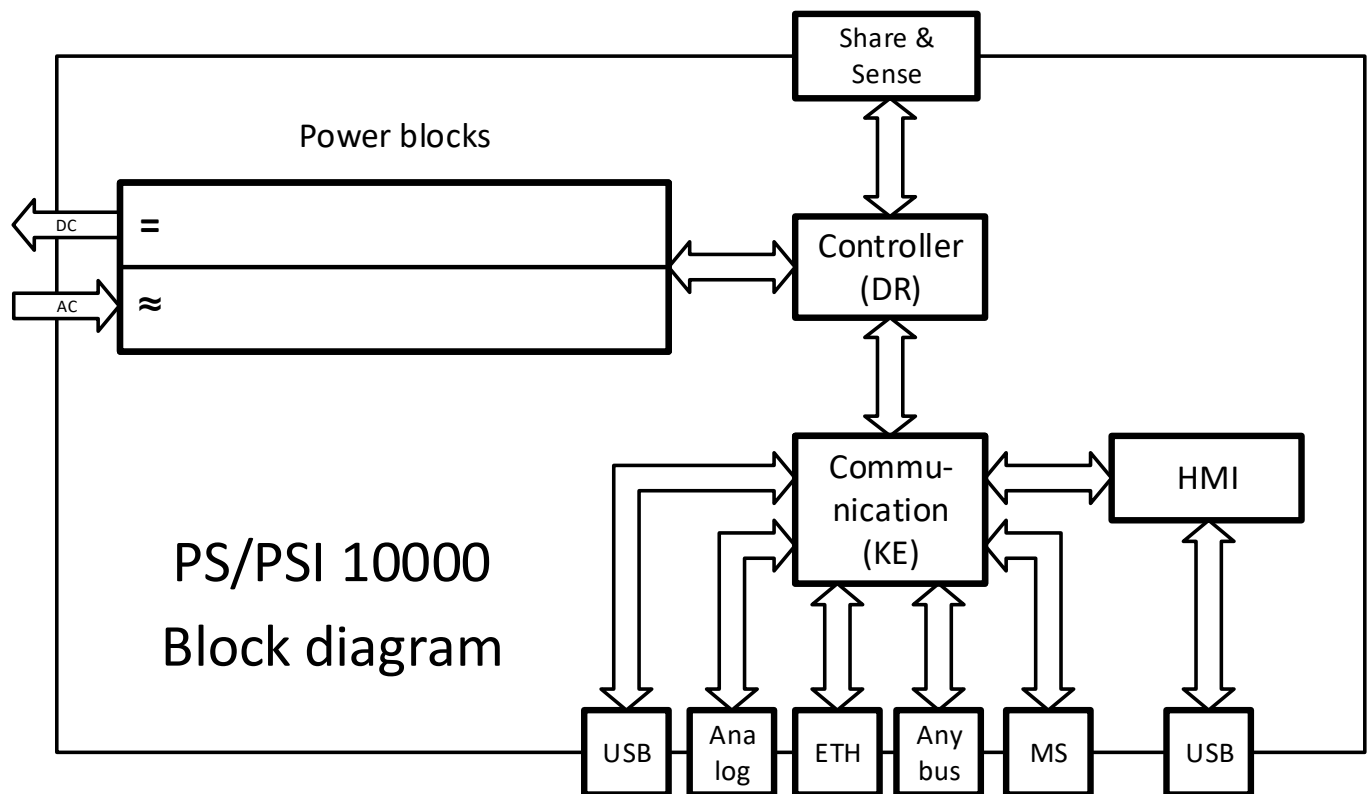 Share &
Sense
Power blocks
DC
=
Controller
(DR)
AC
≈
Commu-
nication
(KE)
HMI
PS/PSI 10000
Block diagram
USB
Ana
log
ETH
Any
bus
MS
USB